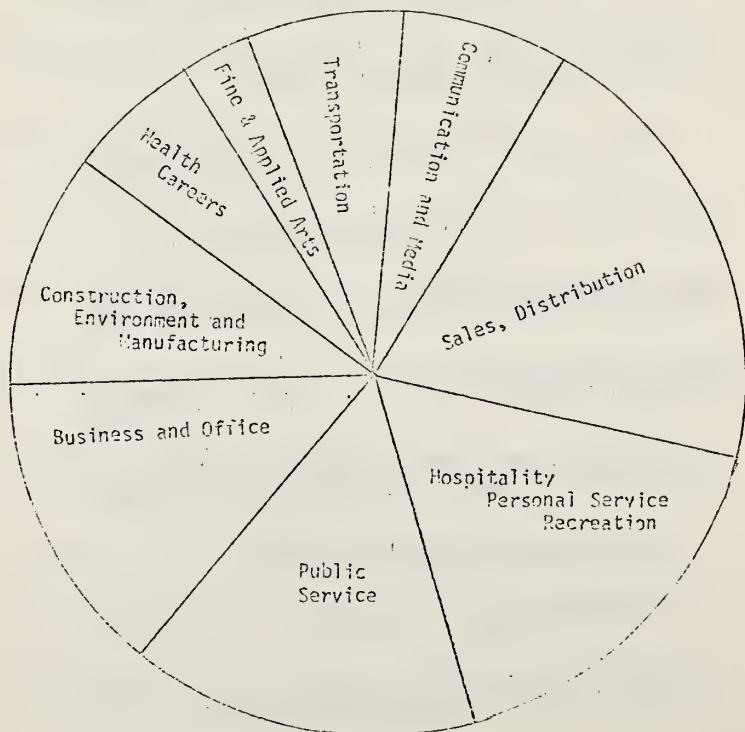 Communication and Media
Sales, Distribution
Hospitality
Personal Service
Recreation
Public
Service
Business and Office
Construction,
Environment and
Manufacturing
Health
Careers
Fine & Applied Arts
Transportation